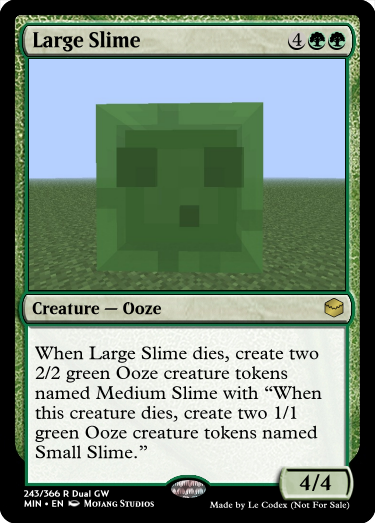 Large Slime 4
Creature — Ooze
When Large Slime dies, create two
2/2 green Ooze creature tokens
named Medium Slime with “When
this creature dies, create two 1/1
green Ooze creature tokens named
Small Slime.”
4/4
243/366 R Dual GW
MIN • EN Mojang Studios
Made by Le Codex (Not For Sale)